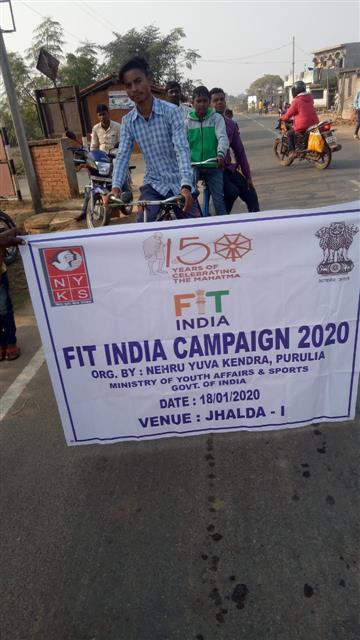 150
YEARS OF
CELEBRATING
THE MAHATMA
NYKS
FIT
INDIA
FIT INDIA CAMPAIGN 2020
ORG. BY : NEHRU YUVA KENDRA, PURULIA
MINISTRY OF YOUTH AFFAIRS & SPORTS
GOVT. OF INDIA
DATE : 18/01/2020
VENUE : JHALDA - I